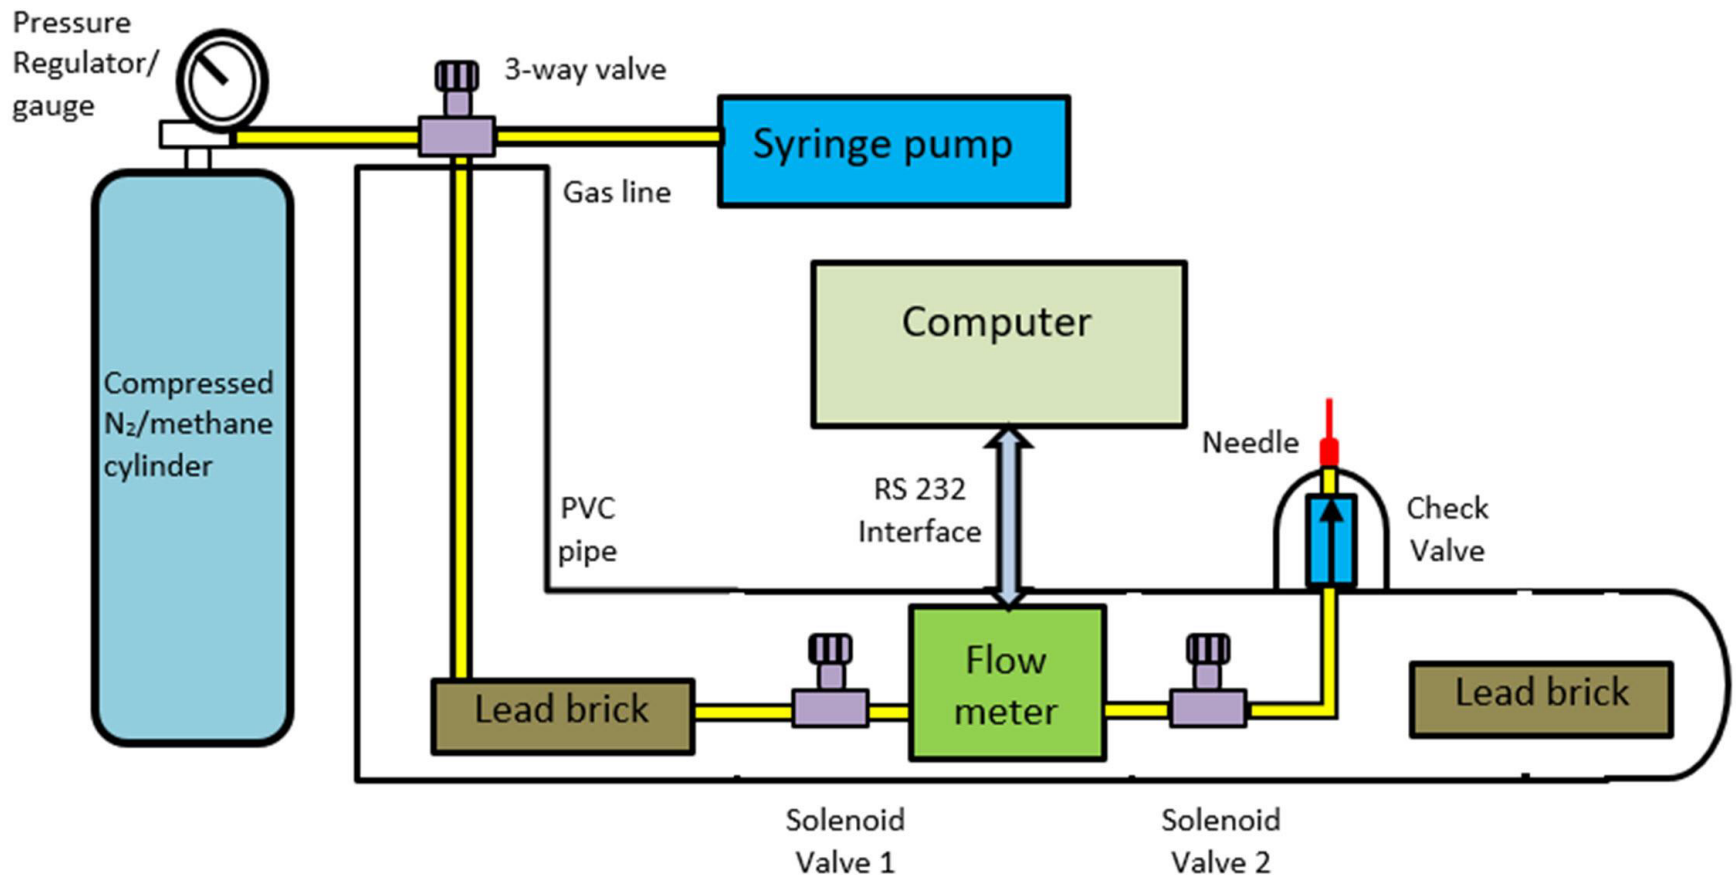 Pressure
Regulator/
gauge
3-way valve
Syringe pump
Gas line
Computer
Compressed
N₂/methane
cylinder
Needle
RS 232
Interface
PVC
pipe
Check
Valve
Lead brick
Flow
meter
Lead brick
Solenoid
Valve 1
Solenoid
Valve 2